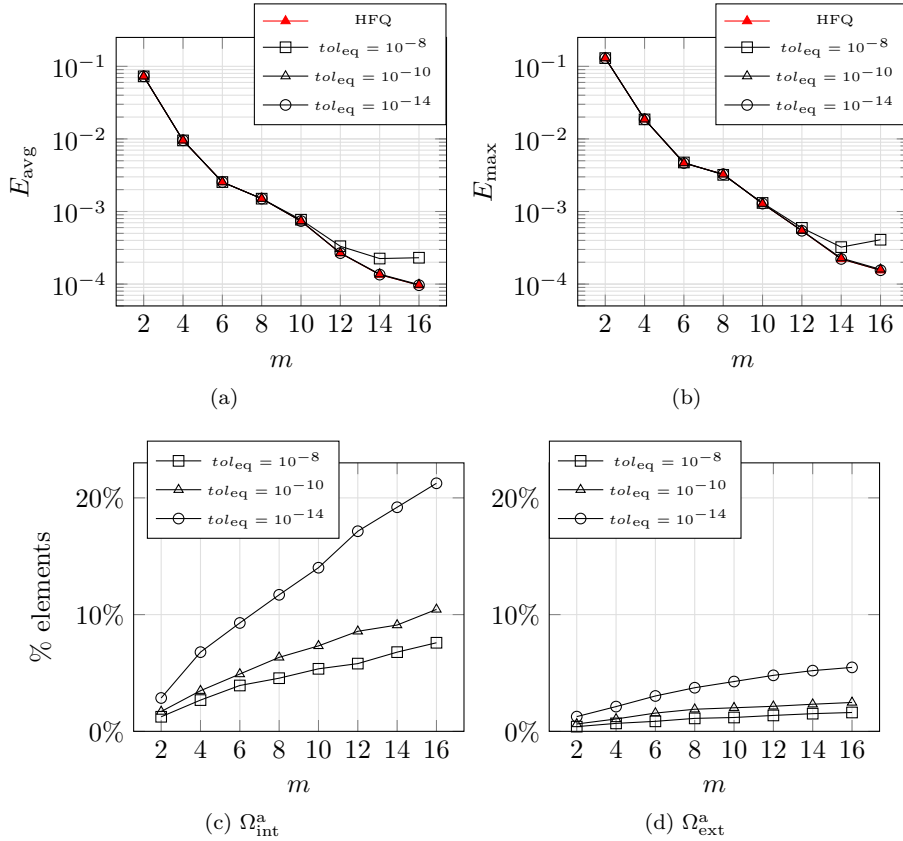 HFQ
tol_eq = 10^−8
tol_eq = 10^−10
tol_eq = 10^−14
E_avg
10^−1
10^−2
10^−3
10^−4
2 4 6 8 10 12 14 16
m
(a)
HFQ
tol_eq = 10^−8
tol_eq = 10^−10
tol_eq = 10^−14
E_max
10^−1
10^−2
10^−3
10^−4
2 4 6 8 10 12 14 16
m
(b)
tol_eq = 10^−8
tol_eq = 10^−10
tol_eq = 10^−14
% elements
20%
10%
0%
2 4 6 8 10 12 14 16
m
(c) Ω^a_int
tol_eq = 10^−8
tol_eq = 10^−10
tol_eq = 10^−14
20%
10%
0%
2 4 6 8 10 12 14 16
m
(d) Ω^a_ext